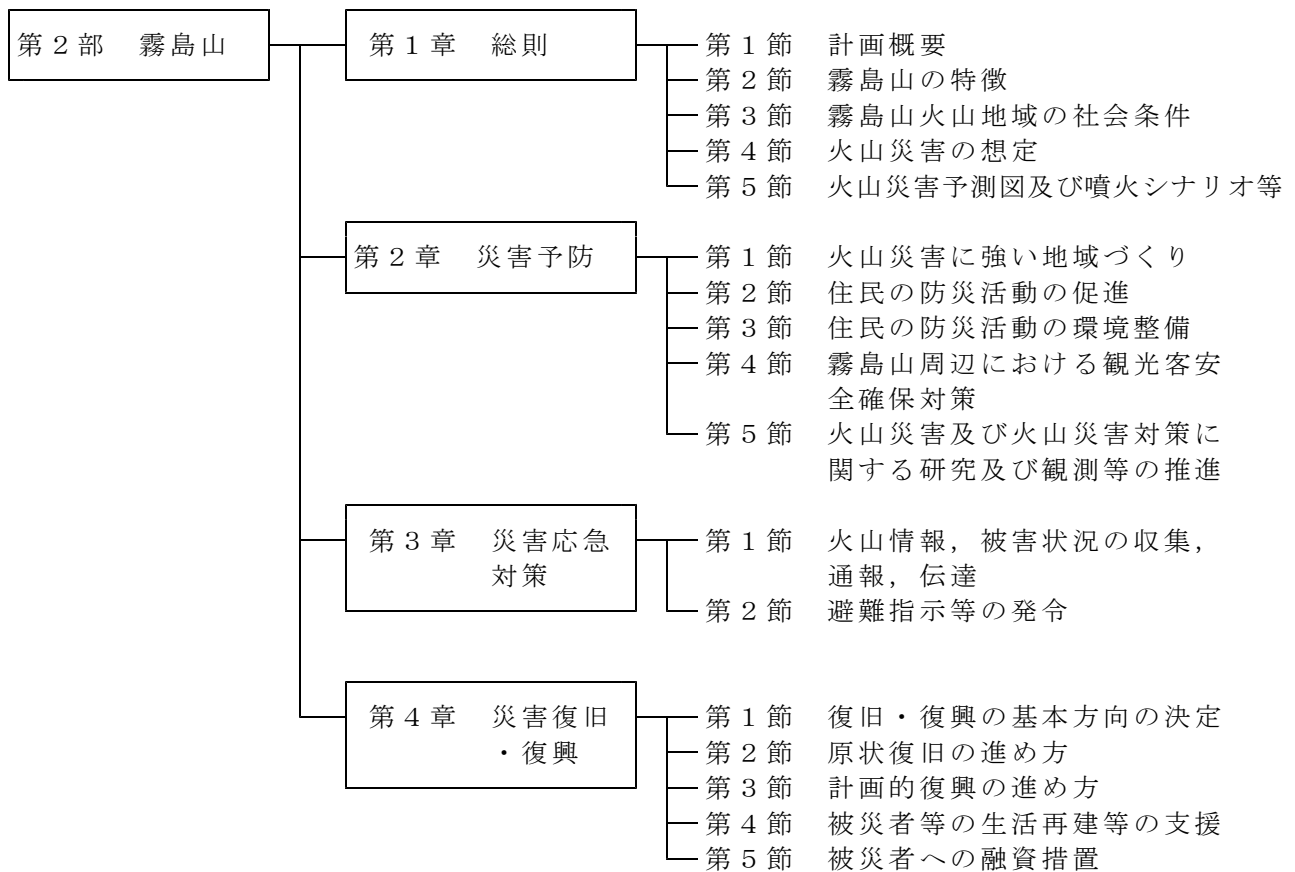 第２部　霧島山
第１章　総則
第１節　計画概要
第２節　霧島山の特徴
第３節　霧島山火山地域の社会条件
第４節　火山災害の想定
第５節　火山災害予測図及び噴火シナリオ等
第２章　災害予防
第１節　火山災害に強い地域づくり
第２節　住民の防災活動の促進
第３節　住民の防災活動の環境整備
第４節　霧島山周辺における観光客安
全確保対策
第５節　火山災害及び火山災害対策に
関する研究及び観測等の推進
第３章　災害応急
対策
第１節　火山情報，被害状況の収集，
通報，伝達
第２節　避難指示等の発令
第４章　災害復旧
・復興
第１節　復旧・復興の基本方向の決定
第２節　原状復旧の進め方
第３節　計画的復興の進め方
第４節　被災者等の生活再建等の支援
第５節　被災者への融資措置